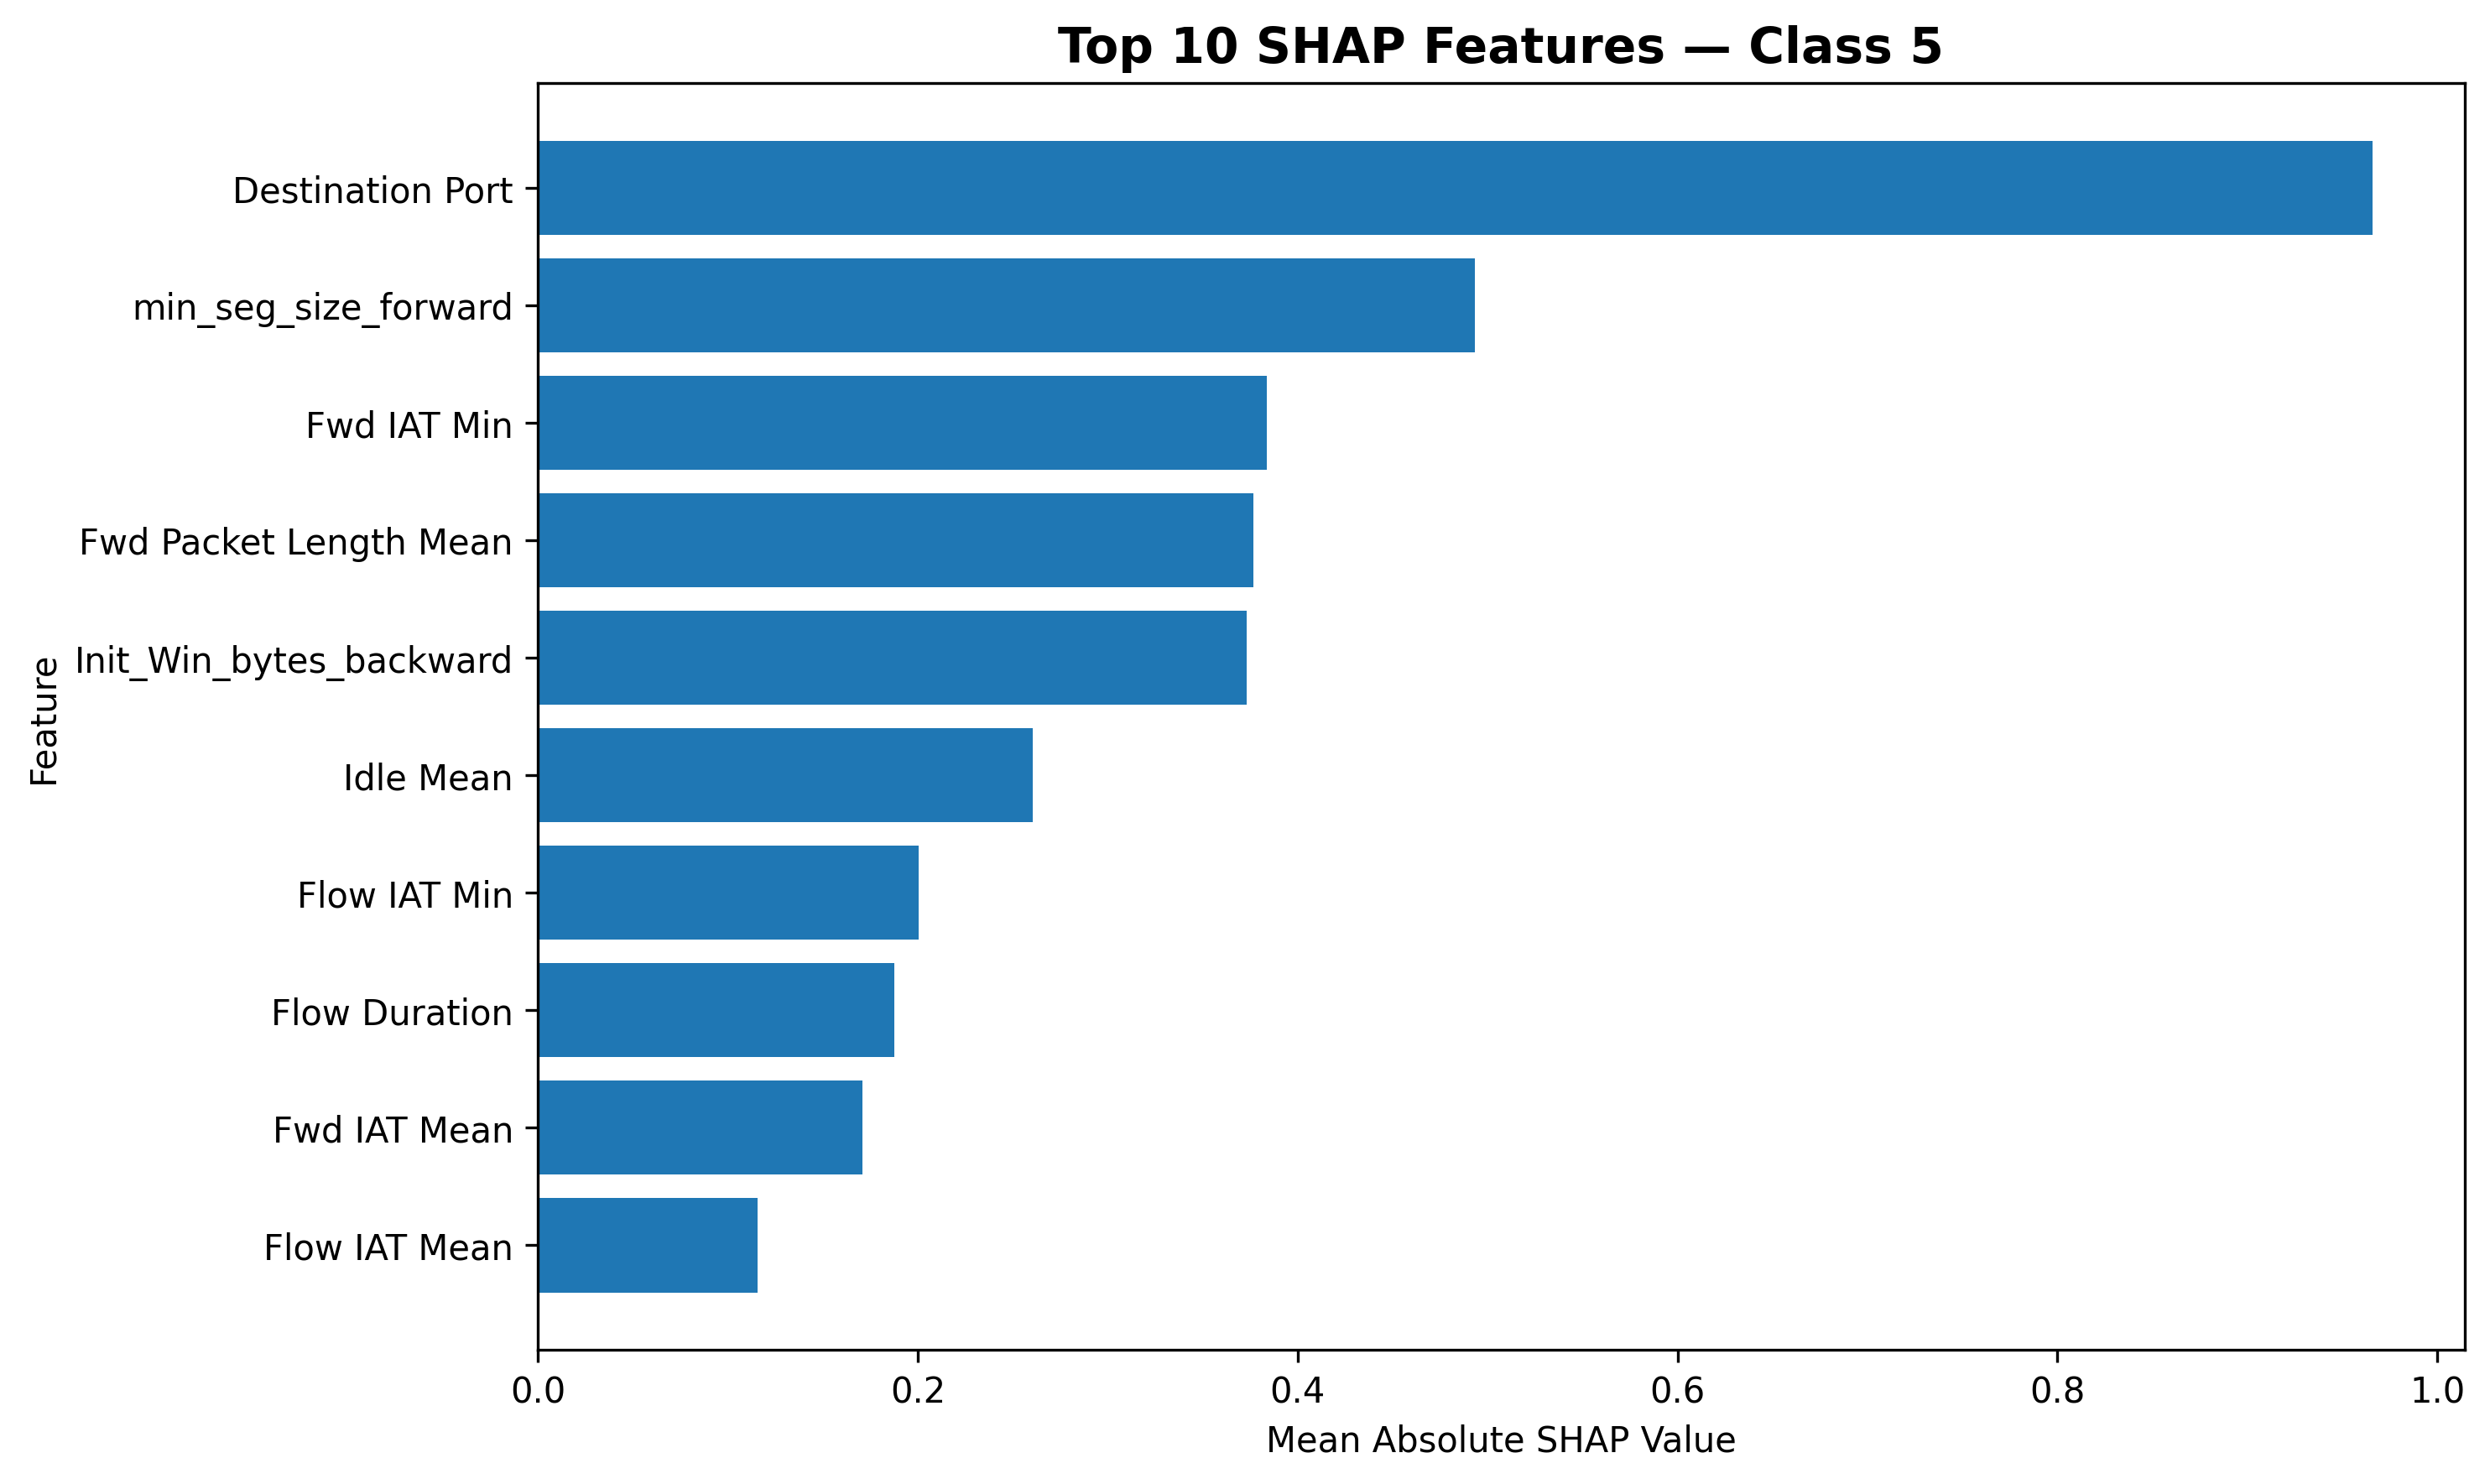 Top 10 SHAP Features — Class 5
Destination Port
min_seg_size_forward
Fwd IAT Min
Fwd Packet Length Mean
Init_Win_bytes_backward
Idle Mean
Flow IAT Min
Flow Duration
Fwd IAT Mean
Flow IAT Mean
Feature
0.0 0.2 0.4 0.6 0.8 1.0
Mean Absolute SHAP Value